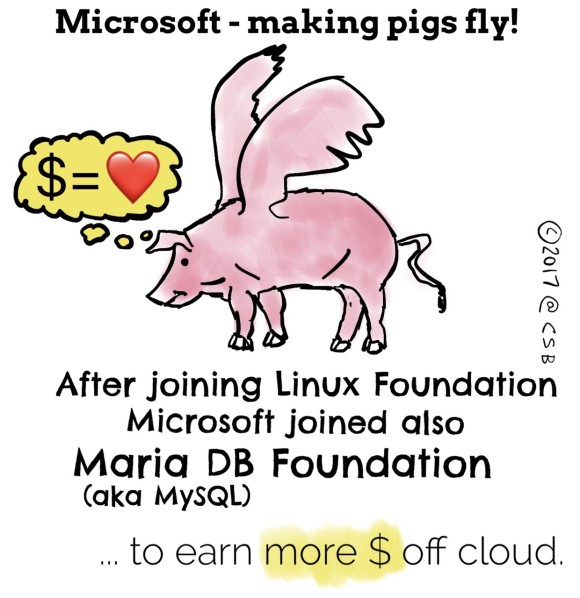 Microsoft - making pigs fly!
$=❤️
©2017 @ CSB
After joining Linux Foundation
Microsoft joined also
Maria DB Foundation
(aka MySQL)
... to earn more $ off cloud.